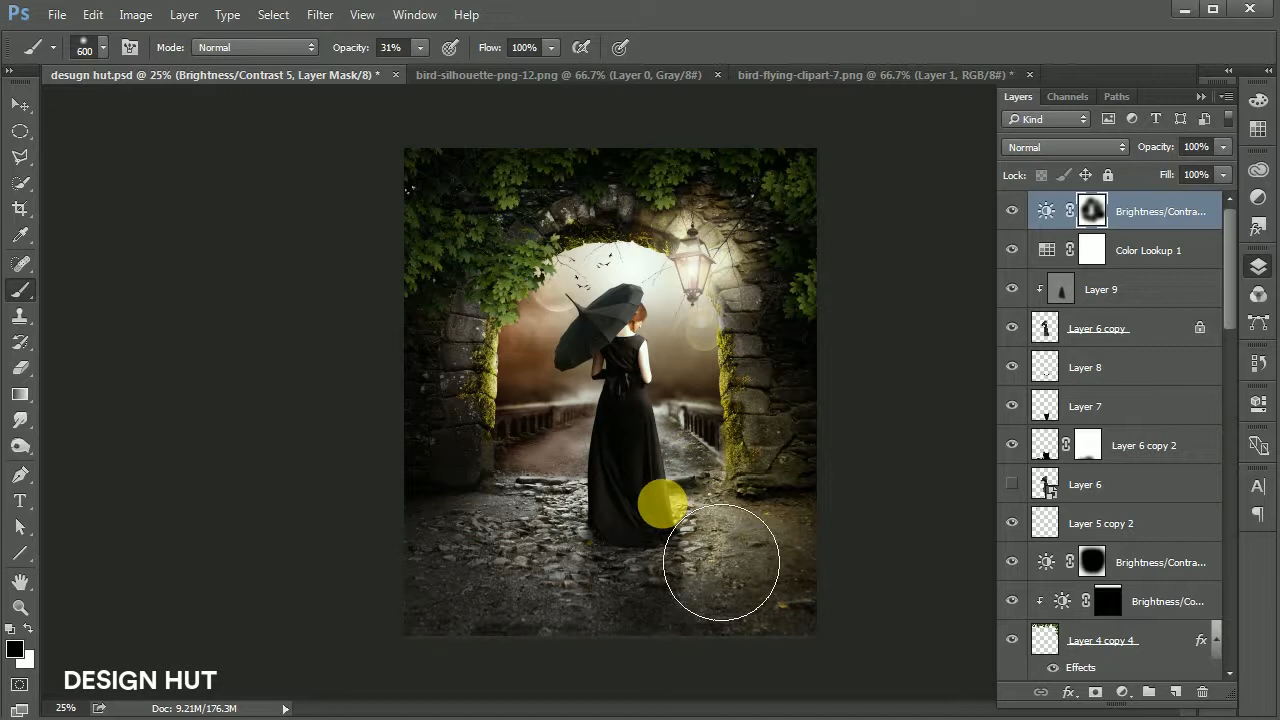 Ps File Edit Image Layer Type Select Filter View Window Help
600 Mode: Normal Opacity: 31% Flow: 100%
design hut.psd @ 25% (Brightness/Contrast 5, Layer Mask/8) * bird-silhouette-png-12.png @ 66.7% (Layer 0, Gray/8#) bird-flying-clipart-7.png @ 66.7% (Layer 1, RGB/8#) *
Layers Channels Paths
Kind
Normal Opacity: 100%
Lock: Fill: 100%
Brightness/Contra...
Color Lookup 1
Layer 9
Layer 6 copy
Layer 8
Layer 7
Layer 6 copy 2
Layer 6
Layer 5 copy 2
Brightness/Contra...
Brightness/Co...
Layer 4 copy 4 fx
Effects
DESIGN HUT
25% Doc: 9.21M/176.3M